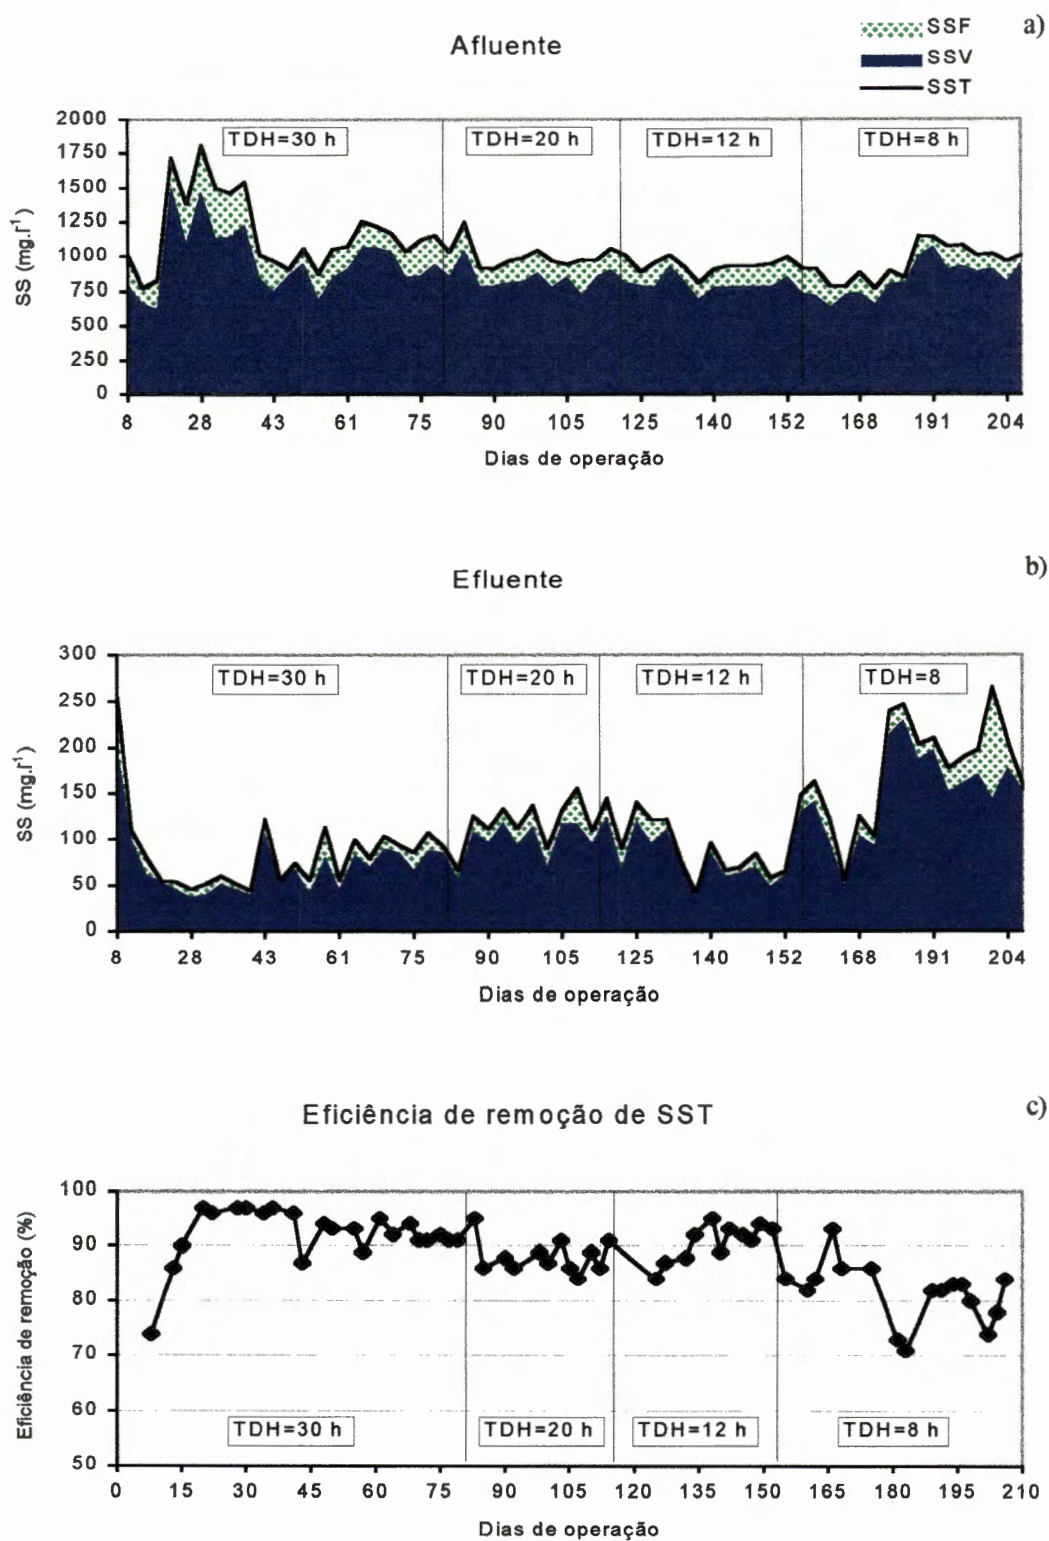 a)
Afluente
SSF
SSV
SST
SS (mg.l¹)
2000
1750
1500
1250
1000
750
500
250
0
TDH=30 h
TDH=20 h
TDH=12 h
TDH=8 h
8 28 43 61 75 90 105 125 140 152 168 191 204
Dias de operação
b)
Efluente
SS (mg.l¹)
300
250
200
150
100
50
0
TDH=30 h
TDH=20 h
TDH=12 h
TDH=8
8 28 43 61 75 90 105 125 140 152 168 191 204
Dias de operação
c)
Eficiência de remoção de SST
Eficiência de remoção (%)
100
90
80
70
60
50
TDH=30 h
TDH=20 h
TDH=12 h
TDH=8 h
0 15 30 45 60 75 90 105 120 135 150 165 180 195 210
Dias de operação